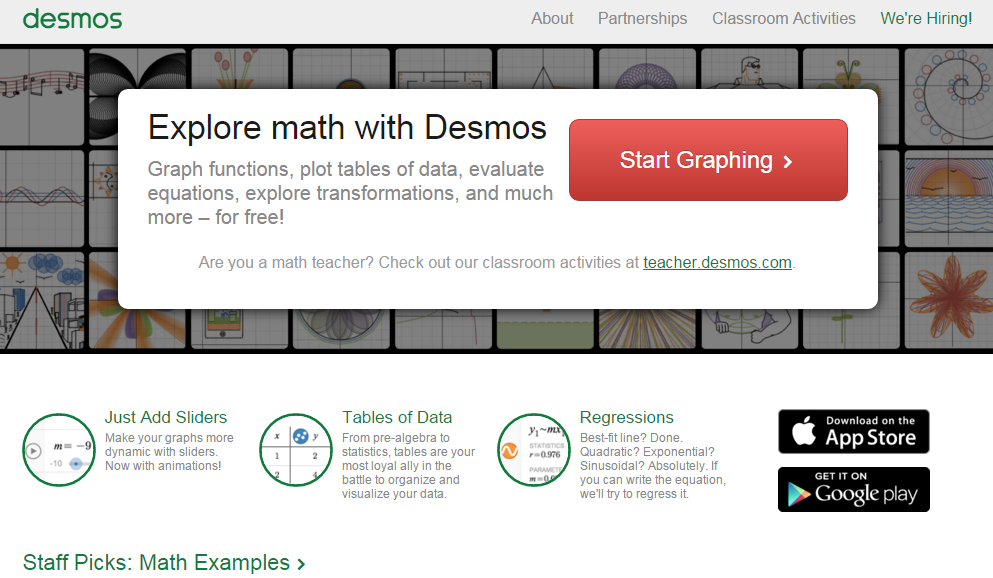 desmos
About Partnerships Classroom Activities We're Hiring!
Explore math with Desmos
Graph functions, plot tables of data, evaluate
equations, explore transformations, and much
more – for free!
Start Graphing ›
Are you a math teacher? Check out our classroom activities at teacher.desmos.com.
m= -9
-10
Just Add Sliders
Make your graphs more
dynamic with sliders.
Now with animations!
x y
1 2
2 4
Tables of Data
From pre-algebra to
statistics, tables are your
most loyal ally in the
battle to organize and
visualize your data.
y₁~mx₁
STATISTICS
r=0.976
Regressions
Best-fit line? Done.
Quadratic? Exponential?
Sinusoidal? Absolutely. If
you can write the equation,
we'll try to regress it.
Download on the
App Store
GET IT ON
Google play
Staff Picks: Math Examples ›